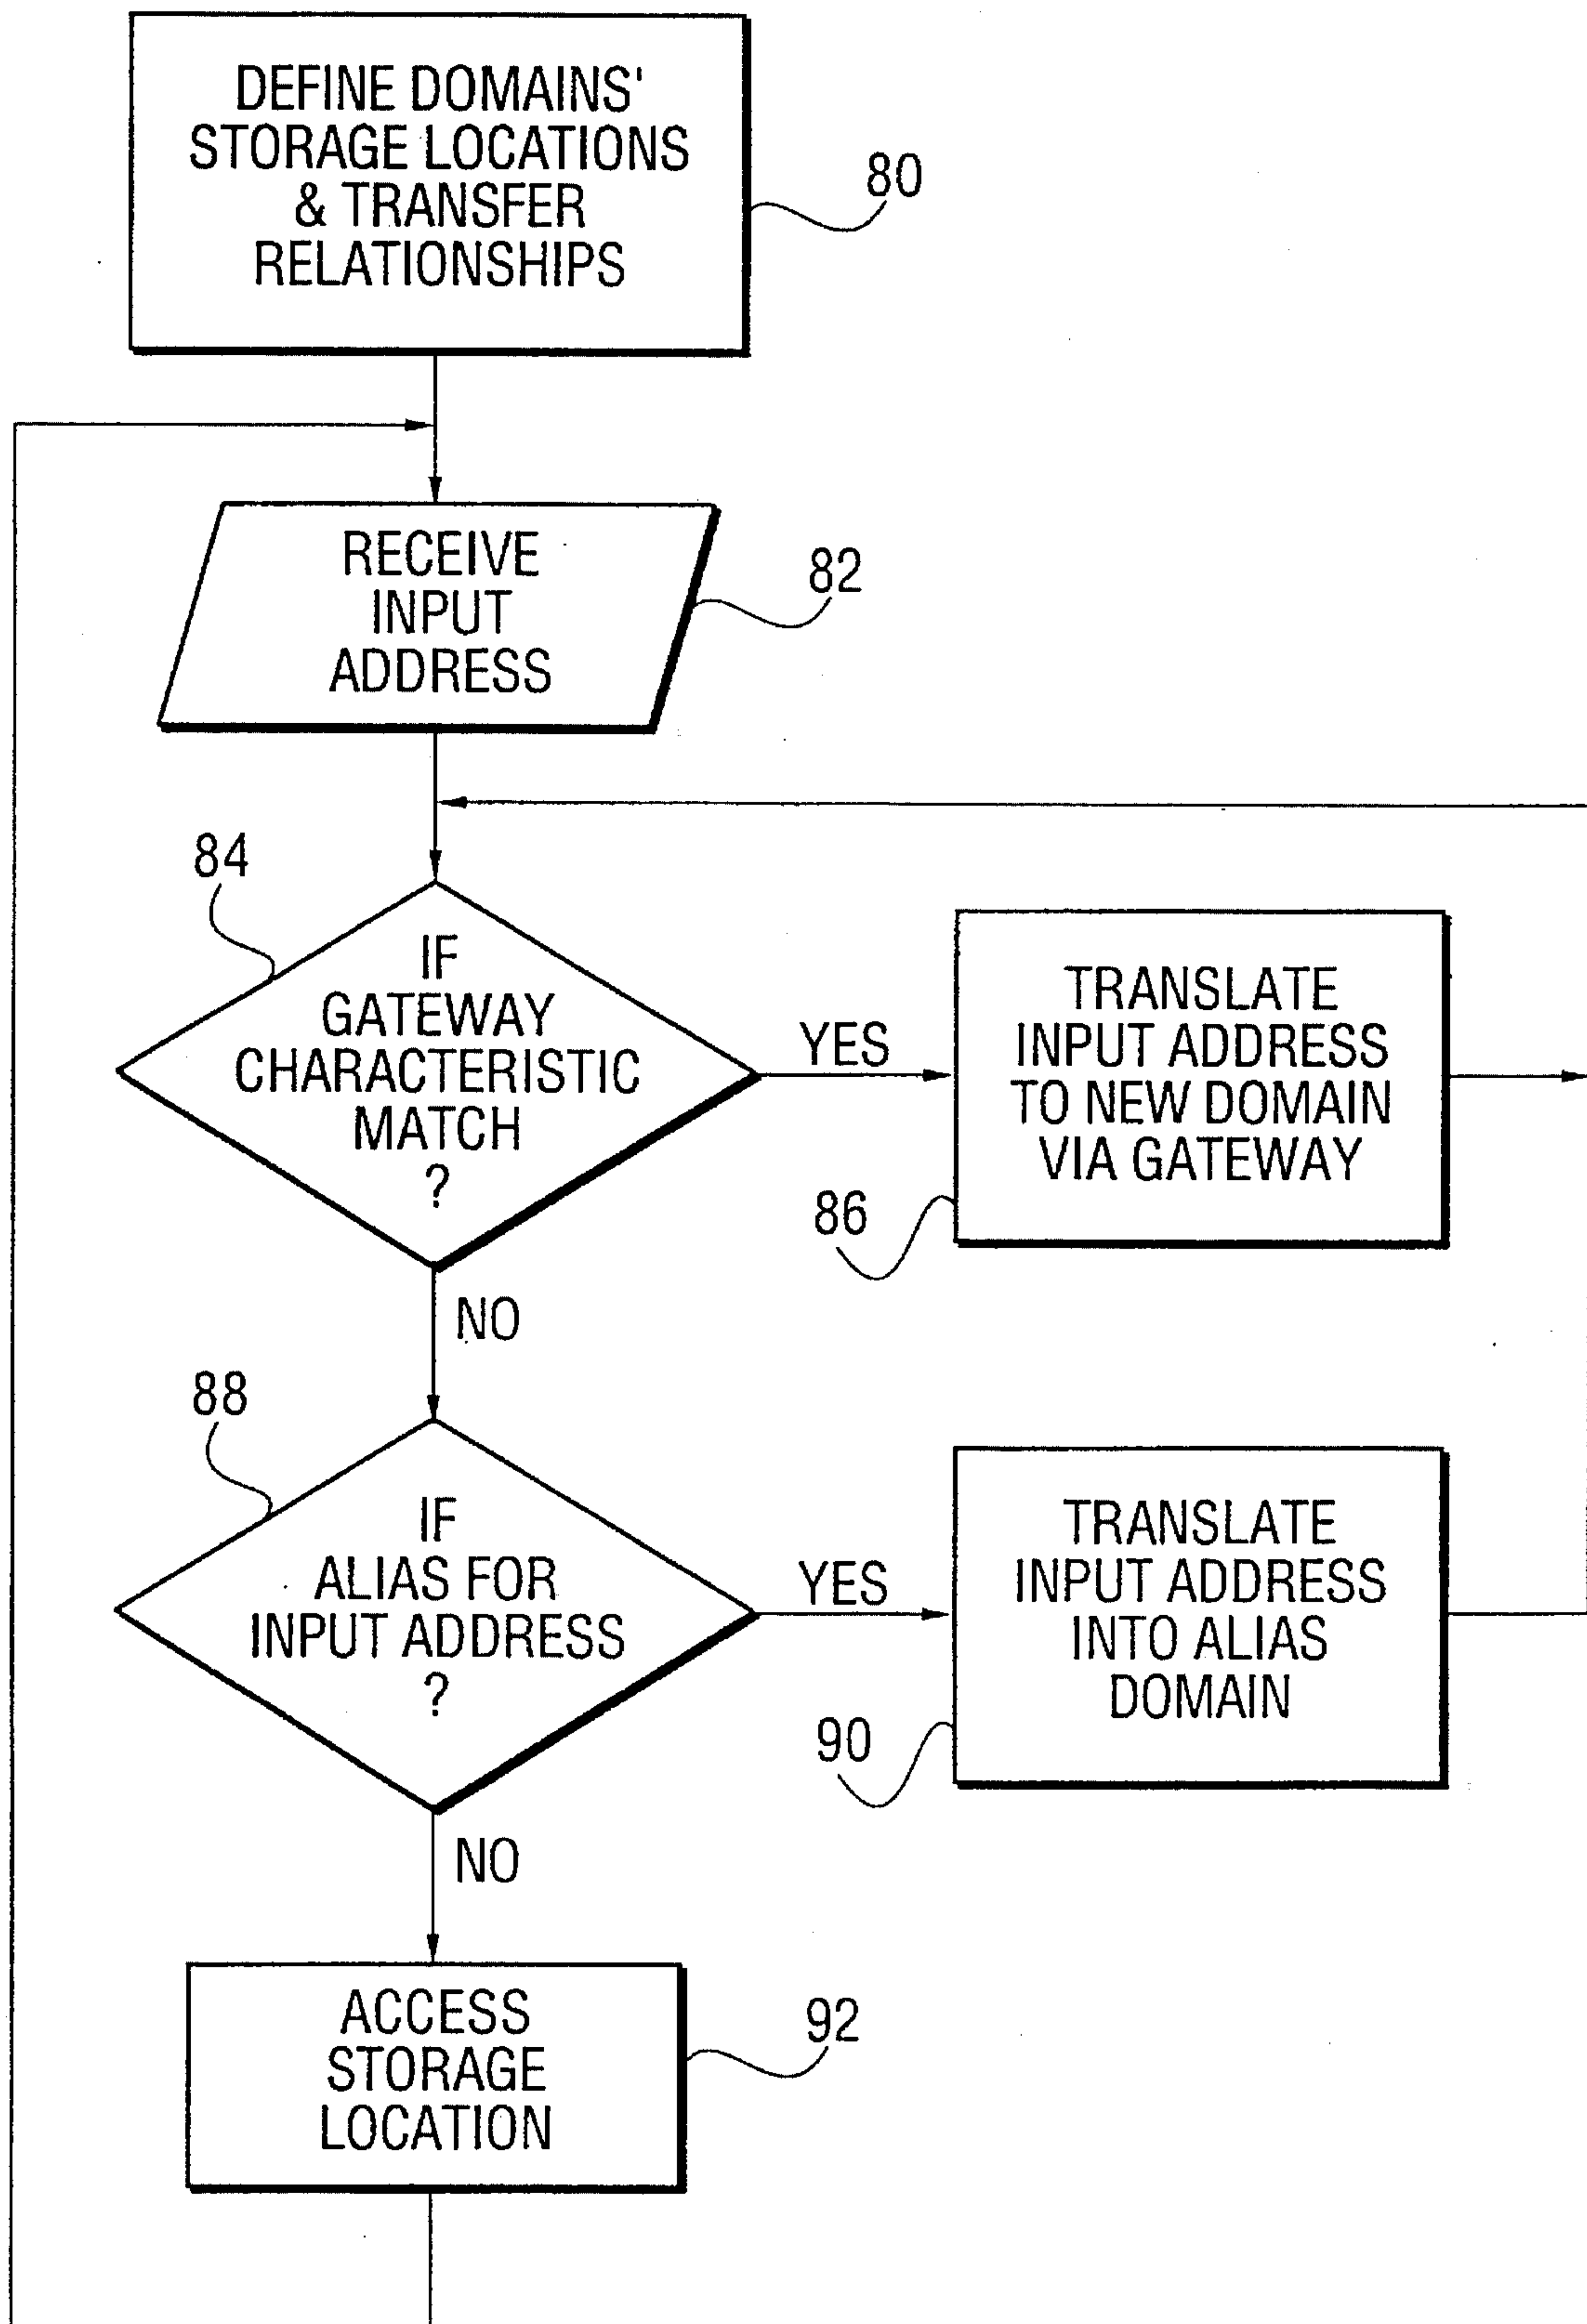 DEFINE DOMAINS'
STORAGE LOCATIONS
& TRANSFER
RELATIONSHIPS
80
RECEIVE
INPUT
ADDRESS
82
84
IF
GATEWAY
CHARACTERISTIC
MATCH
?
YES
TRANSLATE
INPUT ADDRESS
TO NEW DOMAIN
VIA GATEWAY
86
NO
88
IF
ALIAS FOR
INPUT ADDRESS
?
YES
TRANSLATE
INPUT ADDRESS
INTO ALIAS
DOMAIN
90
NO
ACCESS
STORAGE
LOCATION
92